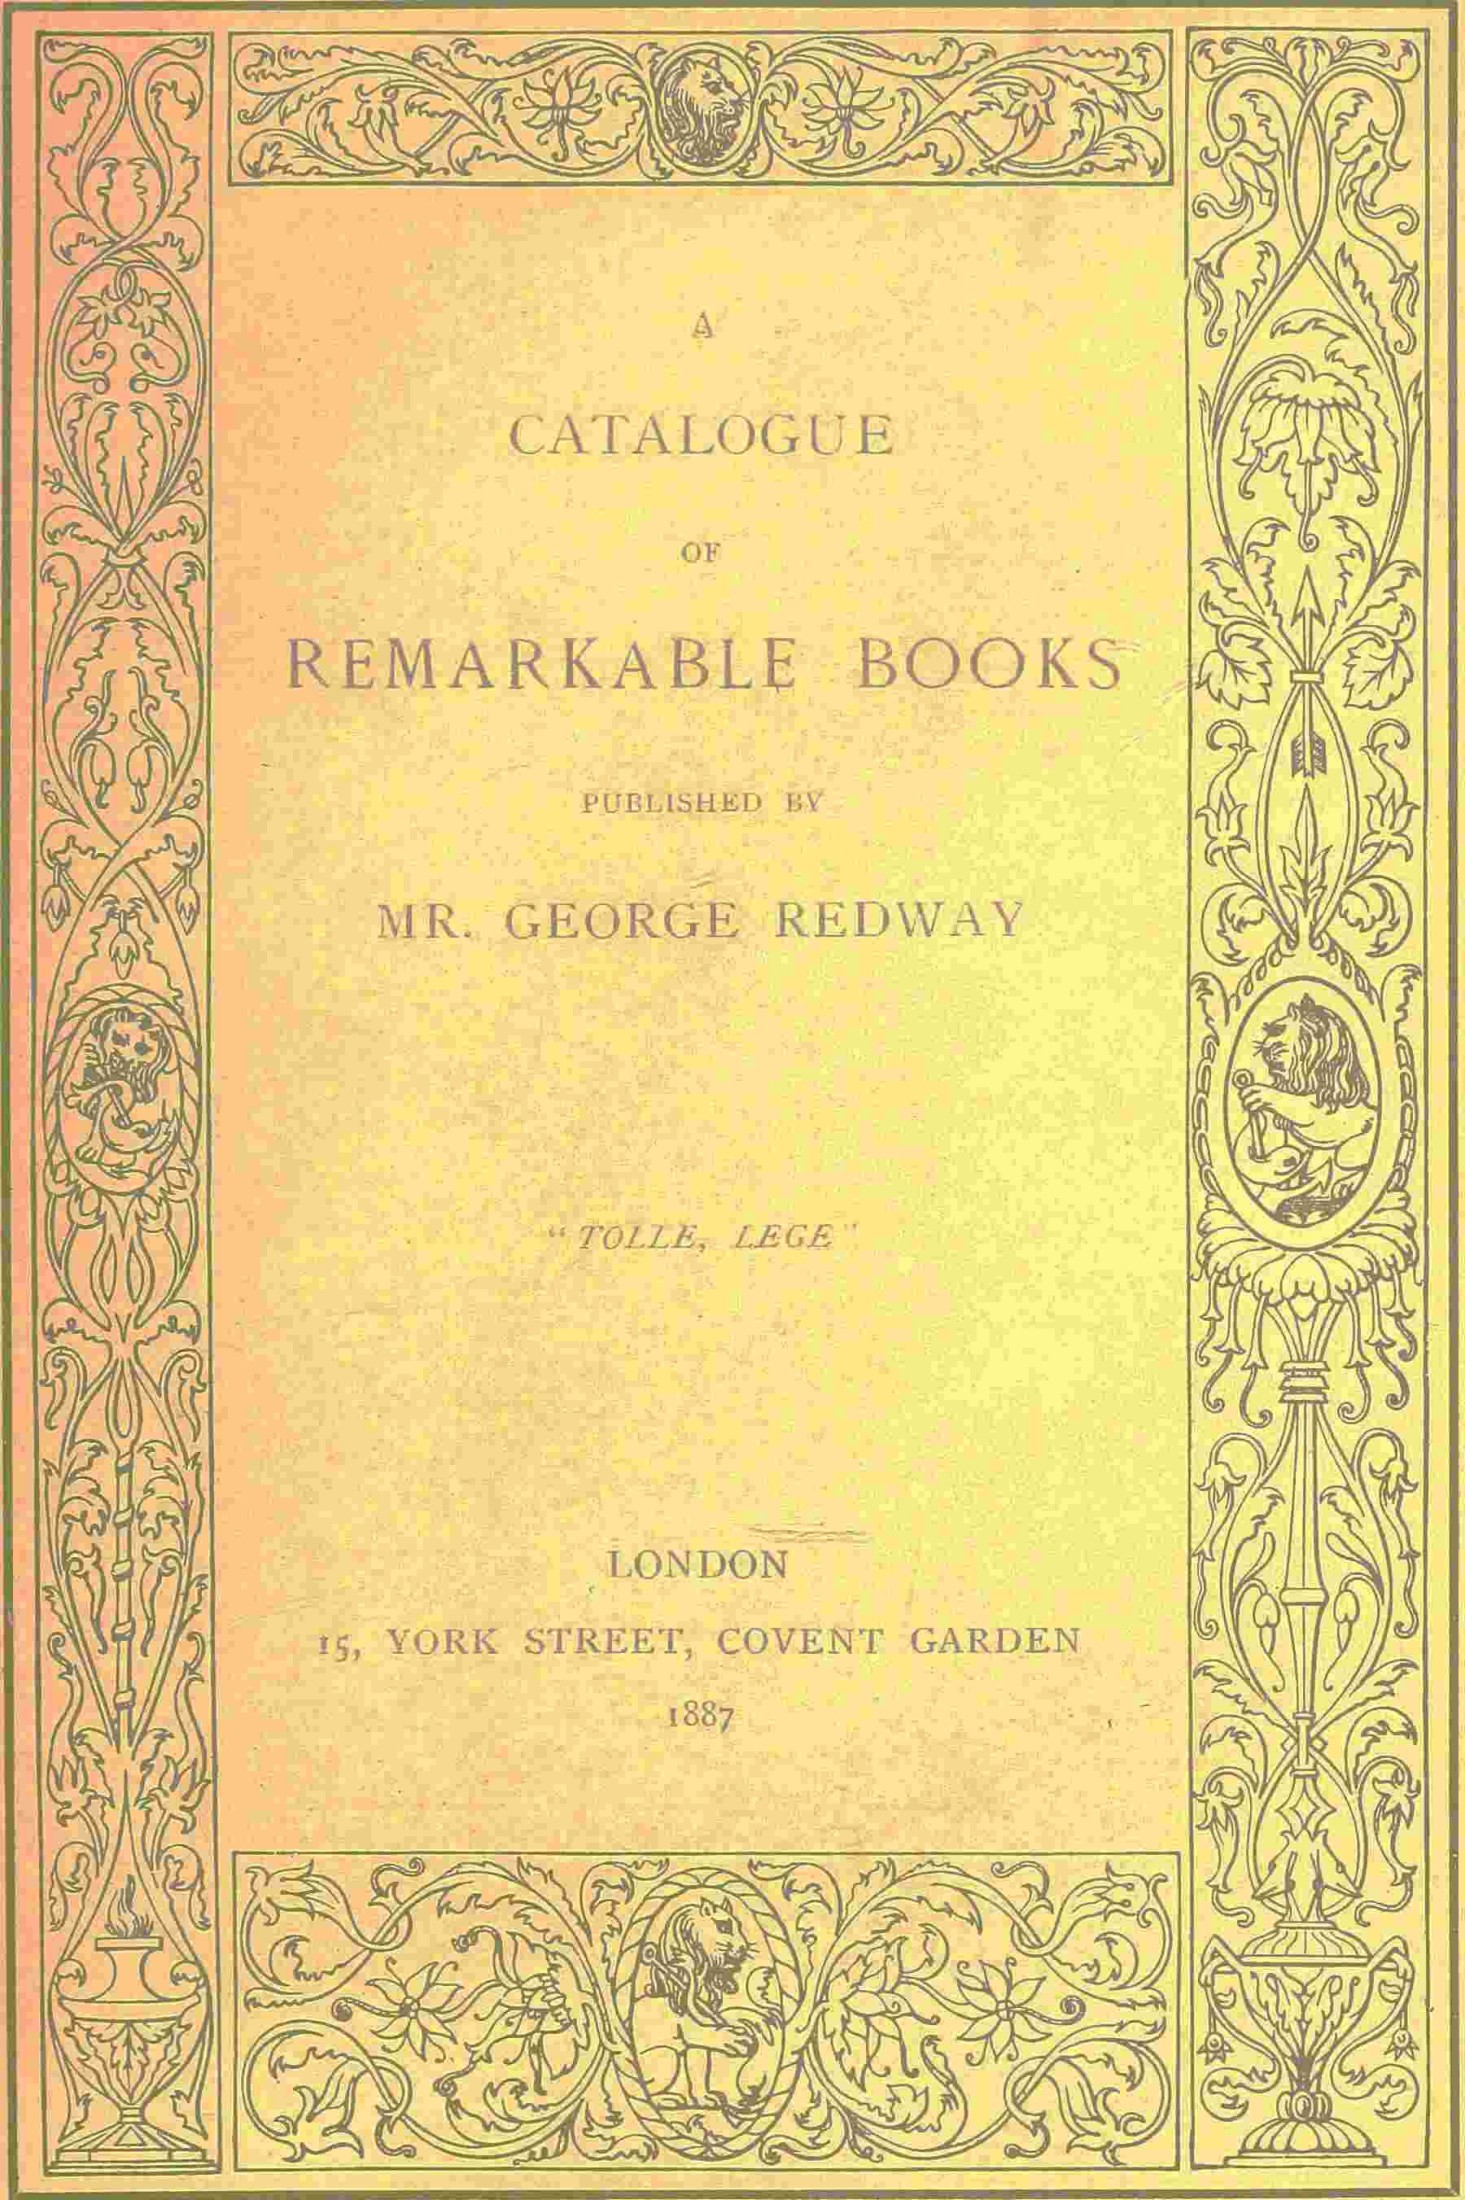 A
CATALOGUE
OF
REMARKABLE BOOKS
PUBLISHED BY
MR. GEORGE REDWAY
"TOLLE, LEGE"
LONDON
15, YORK STREET, COVENT GARDEN
1887